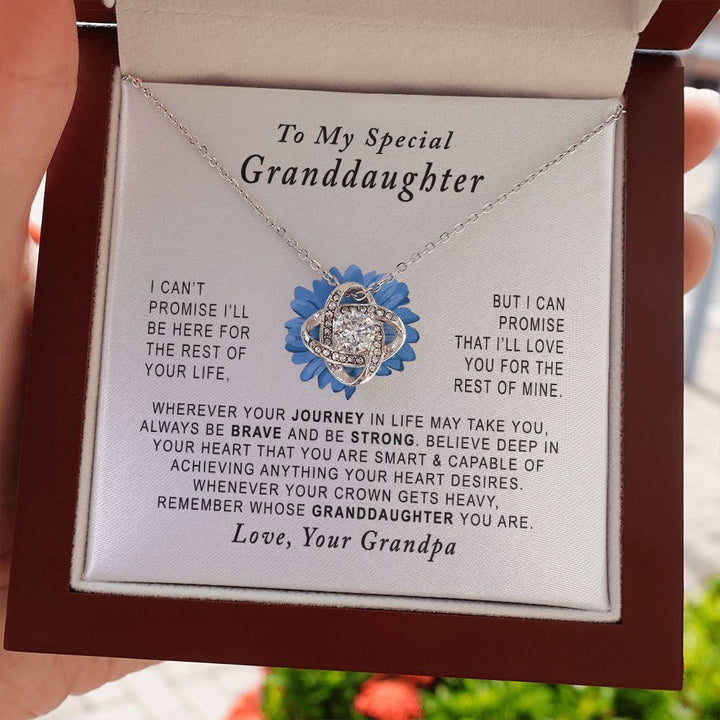 To My Special
Granddaughter
I CAN'T
PROMISE I'LL
BE HERE FOR
THE REST OF
YOUR LIFE,
BUT I CAN
PROMISE
THAT I'LL LOVE
YOU FOR THE
REST OF MINE.
WHEREVER YOUR JOURNEY IN LIFE MAY TAKE YOU,
ALWAYS BE BRAVE AND BE STRONG. BELIEVE DEEP IN
YOUR HEART THAT YOU ARE SMART & CAPABLE OF
ACHIEVING ANYTHING YOUR HEART DESIRES.
WHENEVER YOUR CROWN GETS HEAVY,
REMEMBER WHOSE GRANDDAUGHTER YOU ARE.
Love, Your Grandpa